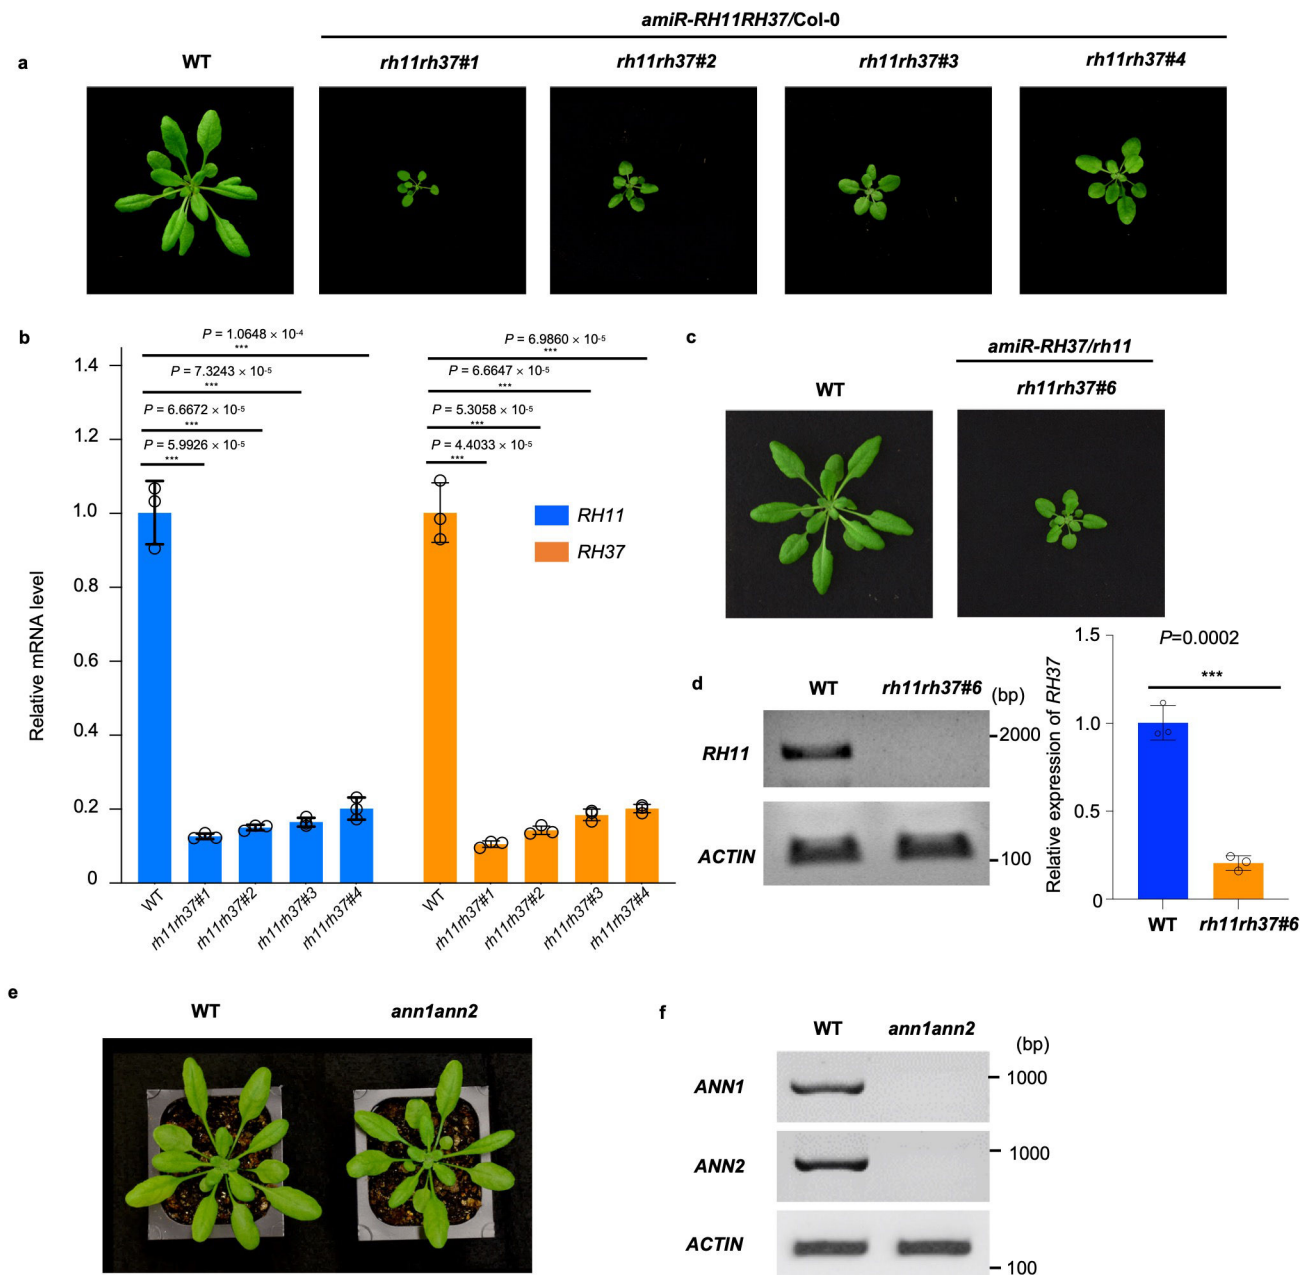 amiR-RH11RH37/Col-0
a
WT
rh11rh37#1
rh11rh37#2
rh11rh37#3
rh11rh37#4
b
P = 1.0648 × 10-4
***
P = 7.3243 × 10-5
***
P = 6.6672 × 10-5
***
P = 5.9926 × 10-5
***
P = 6.9860 × 10-5
***
P = 6.6647 × 10-5
***
P = 5.3058 × 10-5
***
P = 4.4033 × 10-5
***
1.4
1.2
1.0
0.8
0.6
0.4
0.2
0
Relative mRNA level
RH11
RH37
WT
rh11rh37#1
rh11rh37#2
rh11rh37#3
rh11rh37#4
WT
rh11rh37#1
rh11rh37#2
rh11rh37#3
rh11rh37#4
c
amiR-RH37/rh11
WT
rh11rh37#6
d
WT
rh11rh37#6
(bp)
RH11
2000
ACTIN
100
Relative expression of RH37
1.5
1.0
0.5
0
P=0.0002
***
WT
rh11rh37#6
e
WT
ann1ann2
f
WT
ann1ann2
(bp)
ANN1
1000
ANN2
1000
ACTIN
100